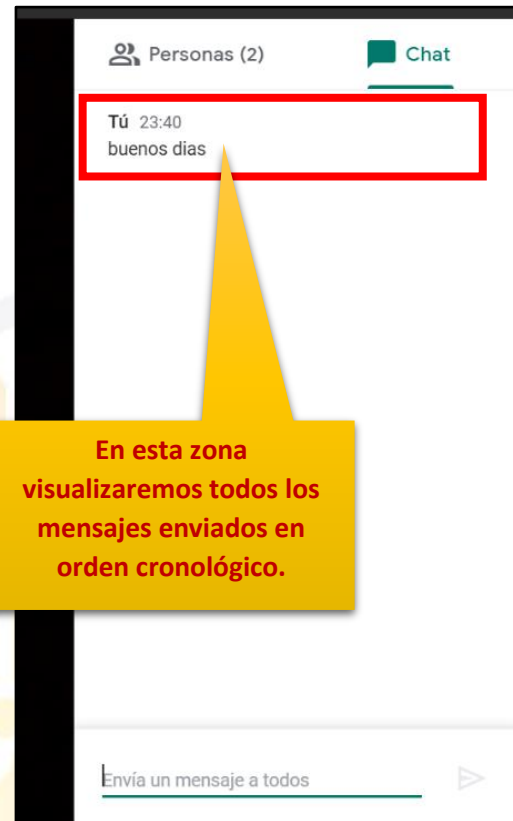 Personas (2)
Chat
Tú 23:40
buenos dias
En esta zona
visualizaremos todos los
mensajes enviados en
orden cronológico.
Envía un mensaje a todos